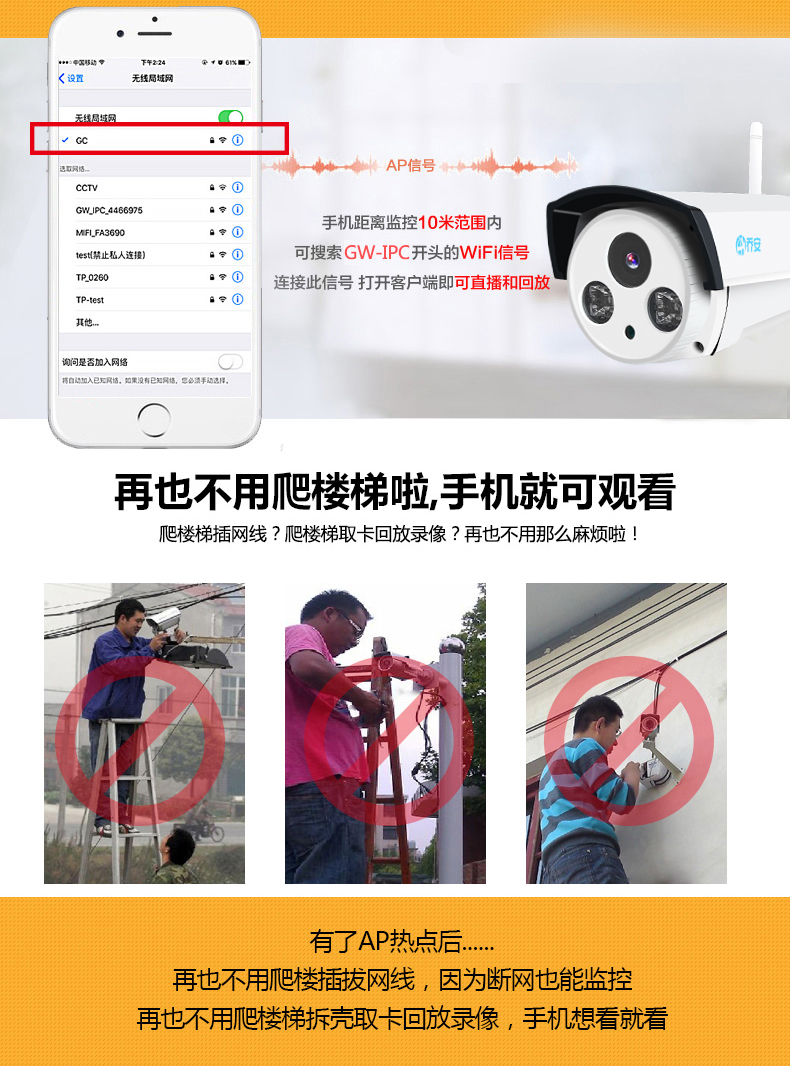 中国移动
下午2:24
61%
设置
无线局域网
无线局域网
GC
选取网络...
CCTV
GW_IPC_4466975
MIFI_FA3690
test(禁止私人连接)
TP_0260
TP-test
其他...
询问是否加入网络
将自动加入已知网络。如果没有已知网络，您必须手动选择。
AP信号
手机距离监控10米范围内
可搜索GW-IPC开头的WiFi信号
连接此信号 打开客户端即可直播和回放
乔安
再也不用爬楼梯啦,手机就可观看
爬楼梯插网线？爬楼梯取卡回放录像？再也不用那么麻烦啦！
有了AP热点后......
再也不用爬楼插拔网线，因为断网也能监控
再也不用爬楼梯拆壳取卡回放录像，手机想看就看